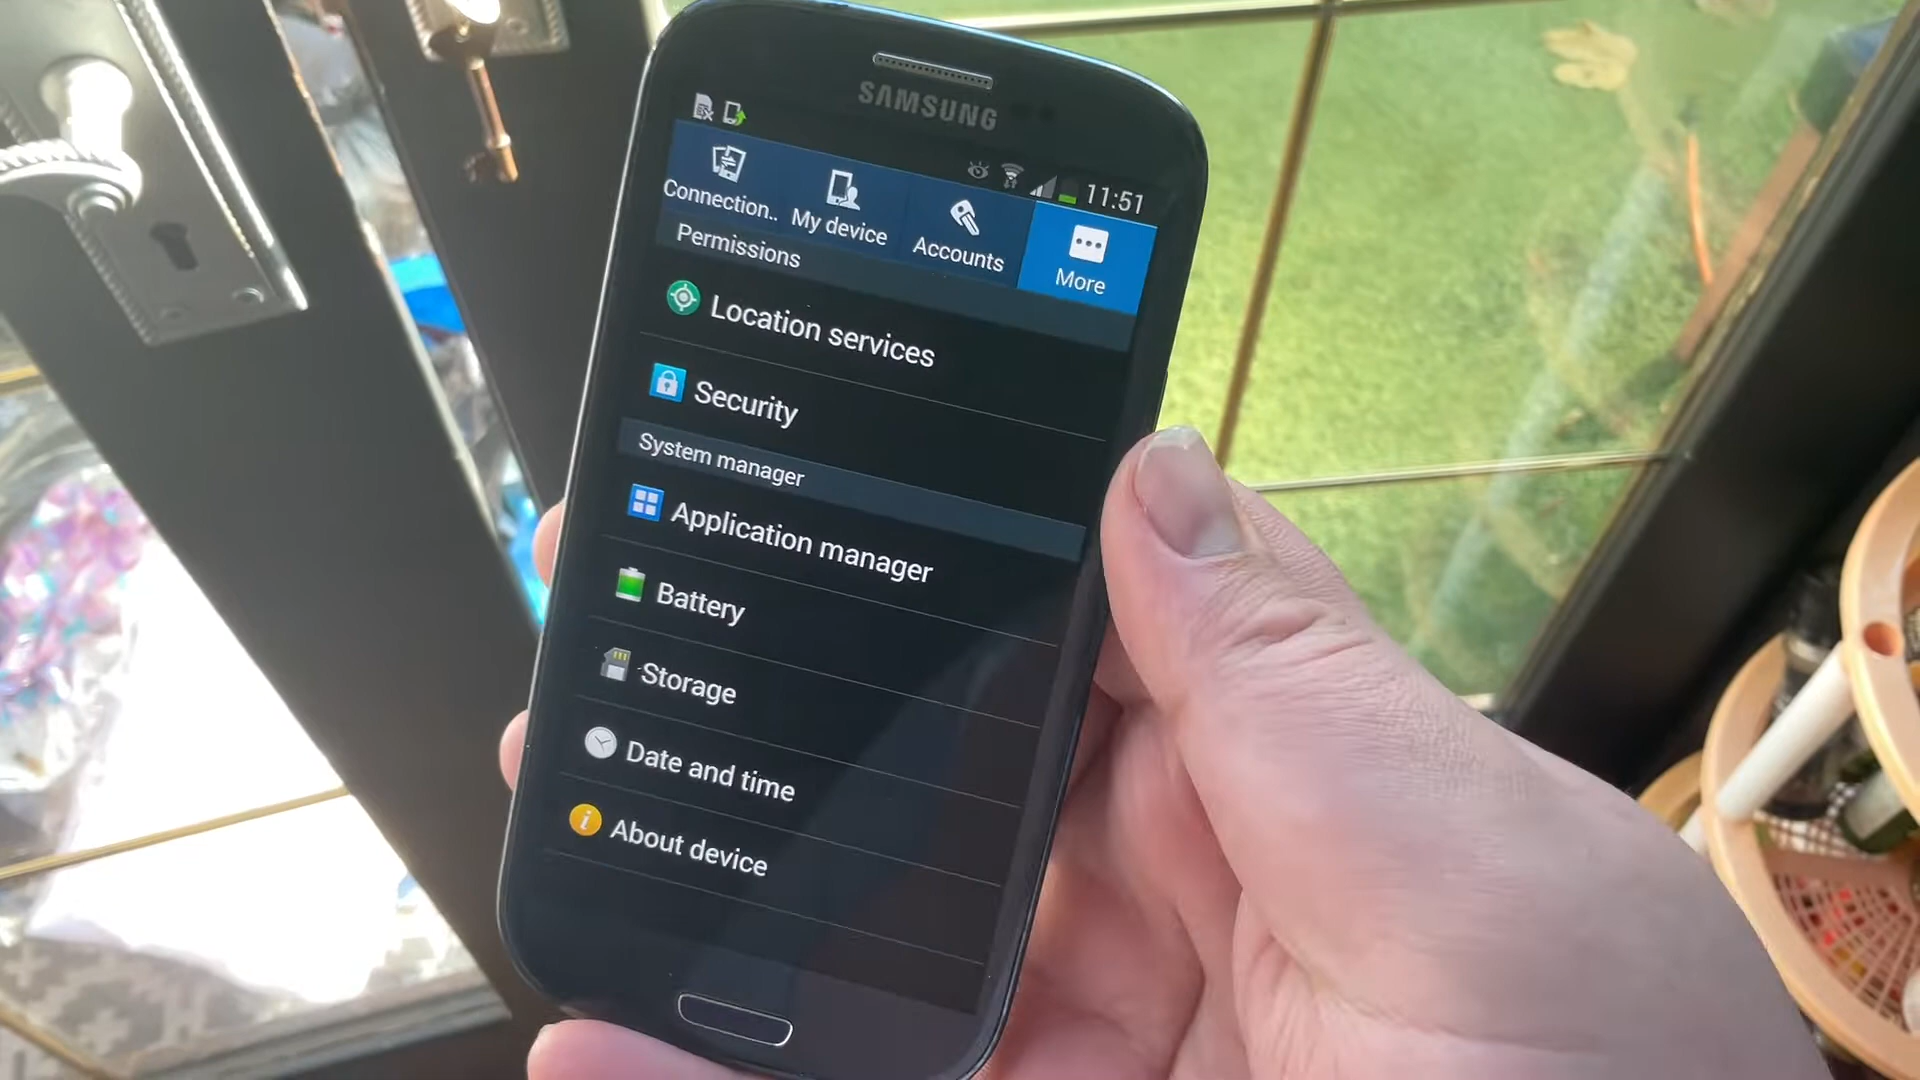 SAMSUNG
11:51
Connection..
My device
Accounts
More
Permissions
Location services
Security
System manager
Application manager
Battery
Storage
Date and time
About device